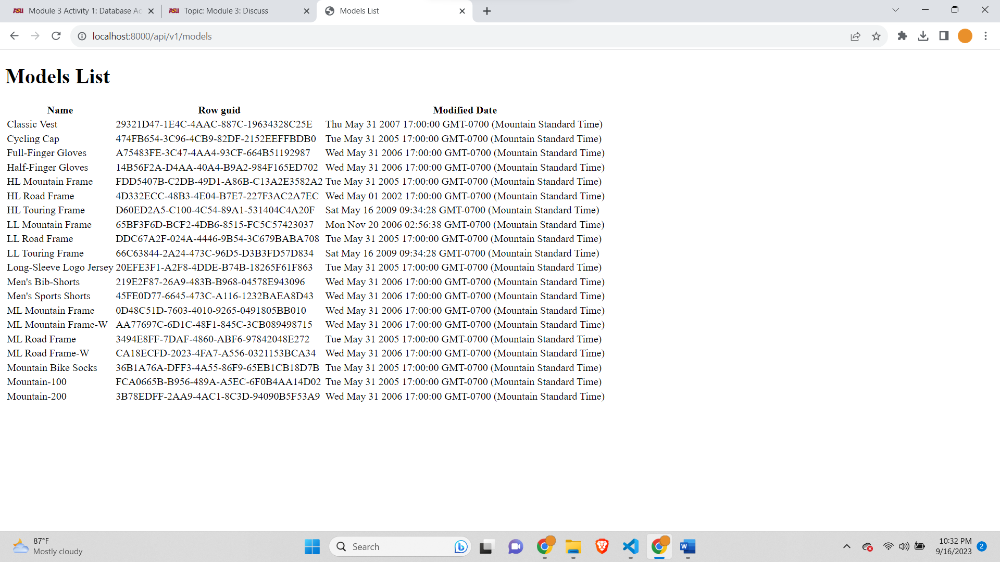 Module 3 Activity 1: Database Ac
Topic: Module 3: Discuss
Models List
localhost:8000/api/v1/models
Models List
Name Row guid Modified Date
Classic Vest 29321D47-1E4C-4AAC-887C-19634328C25E Thu May 31 2007 17:00:00 GMT-0700 (Mountain Standard Time)
Cycling Cap 474FB654-3C96-4CB9-82DF-2152EEFFBDB0 Tue May 31 2005 17:00:00 GMT-0700 (Mountain Standard Time)
Full-Finger Gloves A75483FE-3C47-4AA4-93CF-664B51192987 Wed May 31 2006 17:00:00 GMT-0700 (Mountain Standard Time)
Half-Finger Gloves 14B56F2A-D4AA-40A4-B9A2-984F165ED702 Wed May 31 2006 17:00:00 GMT-0700 (Mountain Standard Time)
HL Mountain Frame FDD5407B-C2DB-49D1-A86B-C13A2E3582A2 Tue May 31 2005 17:00:00 GMT-0700 (Mountain Standard Time)
HL Road Frame 4D332ECC-48B3-4E04-B7E7-227F3AC2A7EC Wed May 01 2002 17:00:00 GMT-0700 (Mountain Standard Time)
HL Touring Frame D60ED2A5-C100-4C54-89A1-531404C4A20F Sat May 16 2009 09:34:28 GMT-0700 (Mountain Standard Time)
LL Mountain Frame 65BF3F6D-BCF2-4DB6-8515-FC5C57423037 Mon Nov 20 2006 02:56:38 GMT-0700 (Mountain Standard Time)
LL Road Frame DDC67A2F-024A-4446-9B54-3C679BABA708 Tue May 31 2005 17:00:00 GMT-0700 (Mountain Standard Time)
LL Touring Frame 66C63844-2A24-473C-96D5-D3B3FD57D834 Sat May 16 2009 09:34:28 GMT-0700 (Mountain Standard Time)
Long-Sleeve Logo Jersey 20EFE3F1-A2F8-4DDE-B74B-18265F61F863 Tue May 31 2005 17:00:00 GMT-0700 (Mountain Standard Time)
Men's Bib-Shorts 219E2F87-26A9-483B-B968-04578E943096 Wed May 31 2006 17:00:00 GMT-0700 (Mountain Standard Time)
Men's Sports Shorts 45FE0D77-6645-473C-A116-1232BAEA8D43 Wed May 31 2006 17:00:00 GMT-0700 (Mountain Standard Time)
ML Mountain Frame 0D48C51D-7603-4010-9265-0491805BB010 Wed May 31 2006 17:00:00 GMT-0700 (Mountain Standard Time)
ML Mountain Frame-W AA77697C-6D1C-48F1-845C-3CB089498715 Wed May 31 2006 17:00:00 GMT-0700 (Mountain Standard Time)
ML Road Frame 3494E8FF-7DAF-4860-ABF6-97842048E272 Tue May 31 2005 17:00:00 GMT-0700 (Mountain Standard Time)
ML Road Frame-W CA18ECFD-2023-4FA7-A556-0321153BCA34 Wed May 31 2006 17:00:00 GMT-0700 (Mountain Standard Time)
Mountain Bike Socks 36B1A76A-DFF3-4A55-86F9-65EB1CB18D7B Tue May 31 2005 17:00:00 GMT-0700 (Mountain Standard Time)
Mountain-100 FCA0665B-B956-489A-A5EC-6F0B4AA14D02 Tue May 31 2005 17:00:00 GMT-0700 (Mountain Standard Time)
Mountain-200 3B78EDFF-2AA9-4AC1-8C3D-94090B5F53A9 Wed May 31 2006 17:00:00 GMT-0700 (Mountain Standard Time)
87°F
Mostly cloudy
Search
10:32 PM
9/16/2023
2